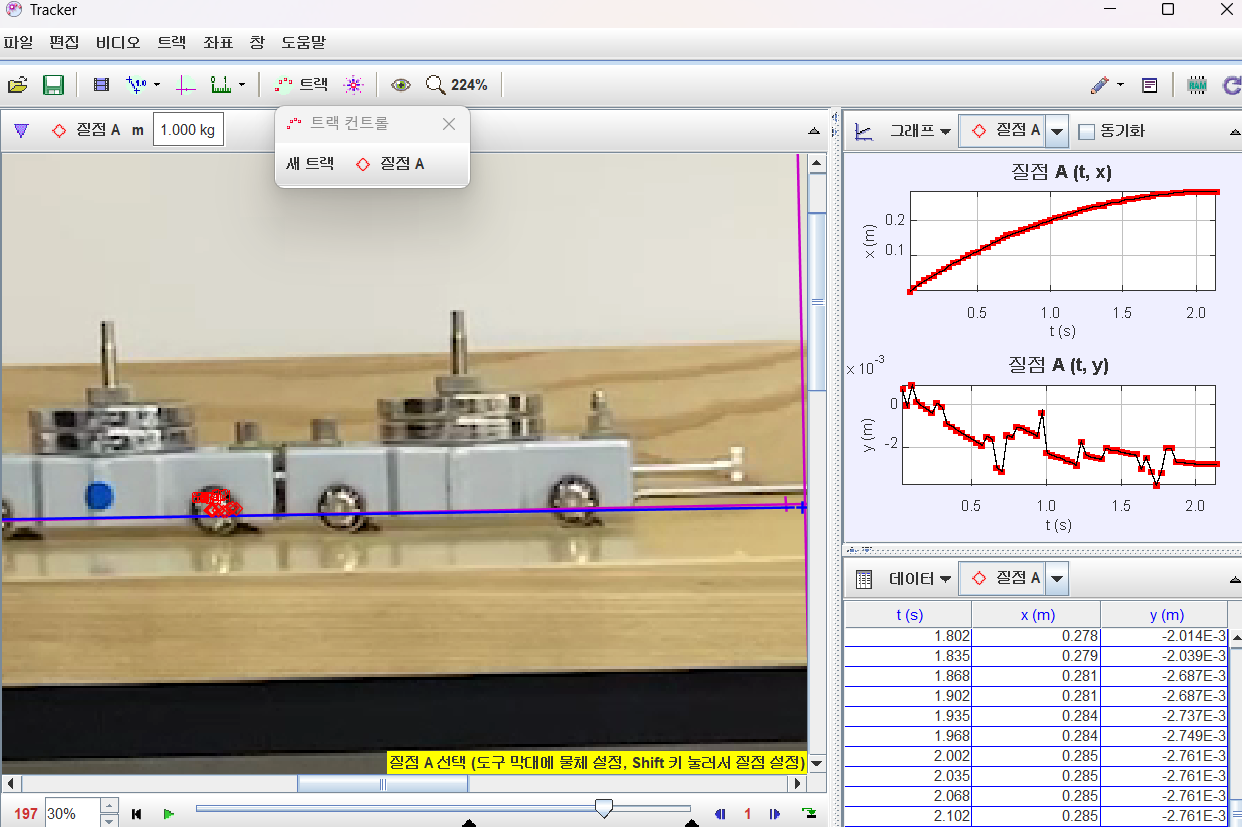 Tracker
파일 편집 비디오 트랙 좌표 창 도움말
트랙 224%
질점 A m 1.000 kg
트랙 컨트롤
새 트랙 질점 A
그래프 질점 A 동기화
질점 A (t, x)
x (m)
0.2
0.1
0.5 1.0 1.5 2.0
t (s)
질점 A (t, y)
x 10⁻³
y (m)
0
-2
0.5 1.0 1.5 2.0
t (s)
데이터 질점 A
t (s) x (m) y (m)
1.802 0.278 -2.014E-3
1.835 0.279 -2.039E-3
1.868 0.281 -2.687E-3
1.902 0.281 -2.687E-3
1.935 0.284 -2.737E-3
1.968 0.284 -2.749E-3
2.002 0.285 -2.761E-3
2.035 0.285 -2.761E-3
2.068 0.285 -2.761E-3
2.102 0.285 -2.761E-3
질점 A 선택 (도구 막대에 물체 설정, Shift 키 눌러서 질점 설정)
197 30% 1